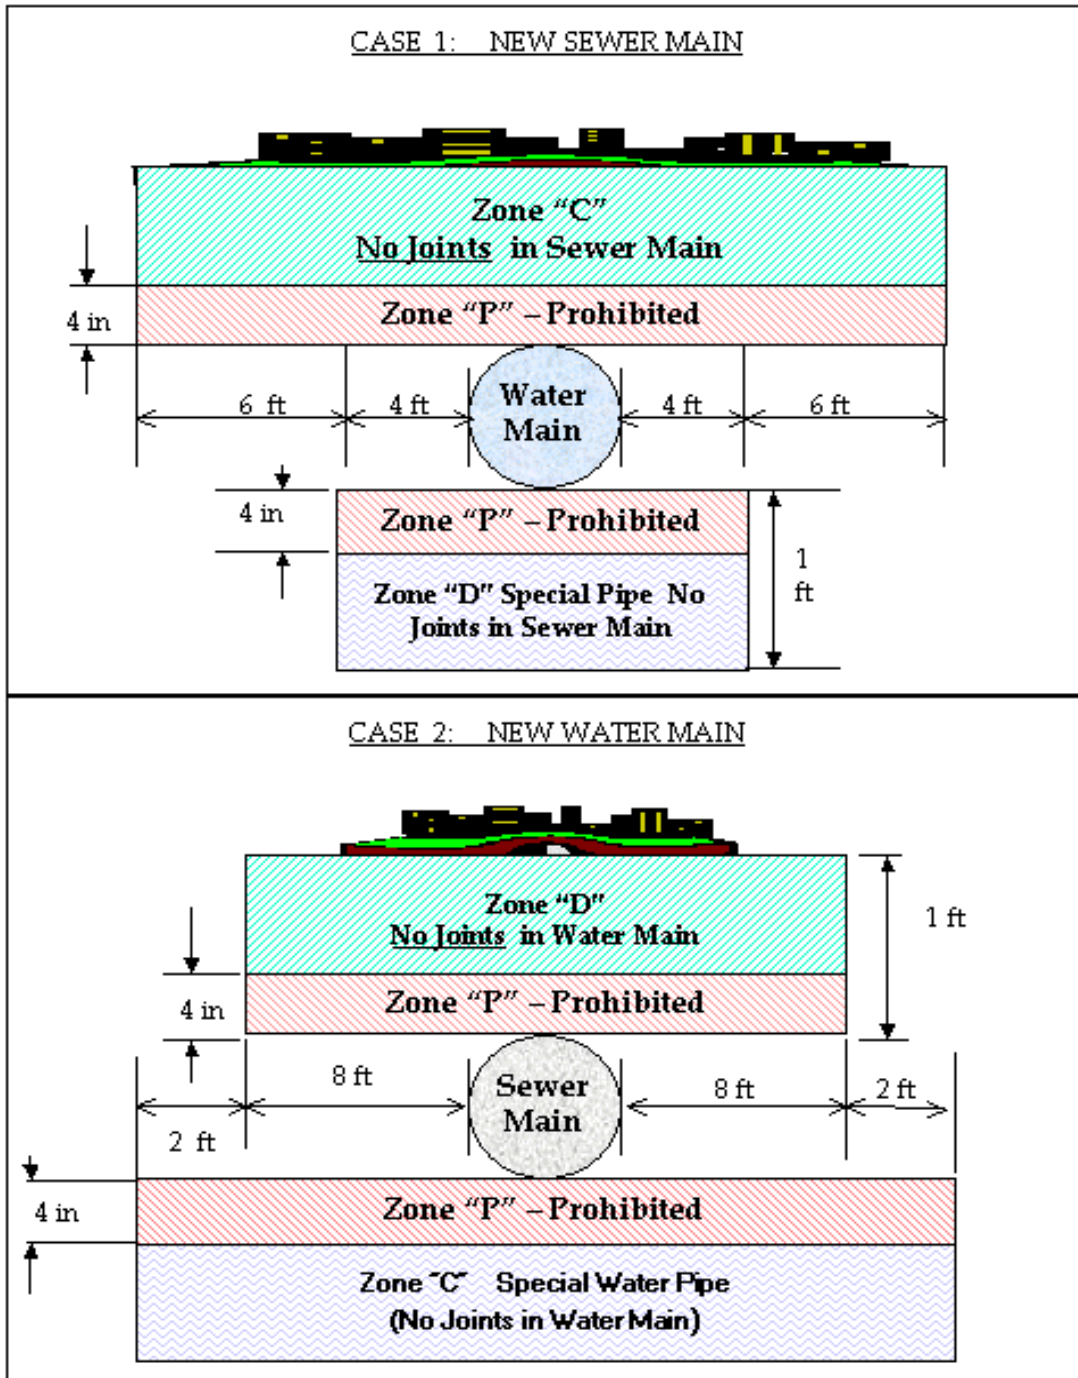 CASE 1: NEW SEWER MAIN
Zone “C”
No Joints in Sewer Main
4 in
Zone “P” – Prohibited
6 ft
4 ft
Water
Main
4 ft
6 ft
4 in
Zone “P” – Prohibited
1
ft
Zone “D” Special Pipe No
Joints in Sewer Main
CASE 2: NEW WATER MAIN
Zone “D”
No Joints in Water Main
1 ft
4 in
Zone “P” – Prohibited
8 ft
Sewer
Main
8 ft
2 ft
2 ft
4 in
Zone “P” – Prohibited
Zone "C" Special Water Pipe
(No Joints in Water Main)